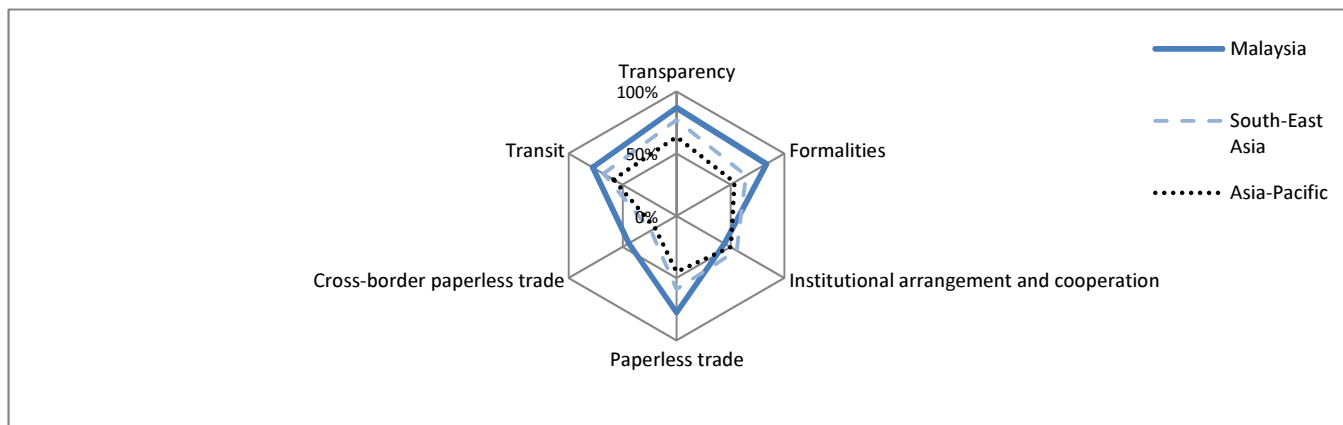 Malaysia
South-East
Asia
Asia-Pacific
Transparency
100%
Formalities
Transit
50%
0%
Cross-border paperless trade
Institutional arrangement and cooperation
Paperless trade